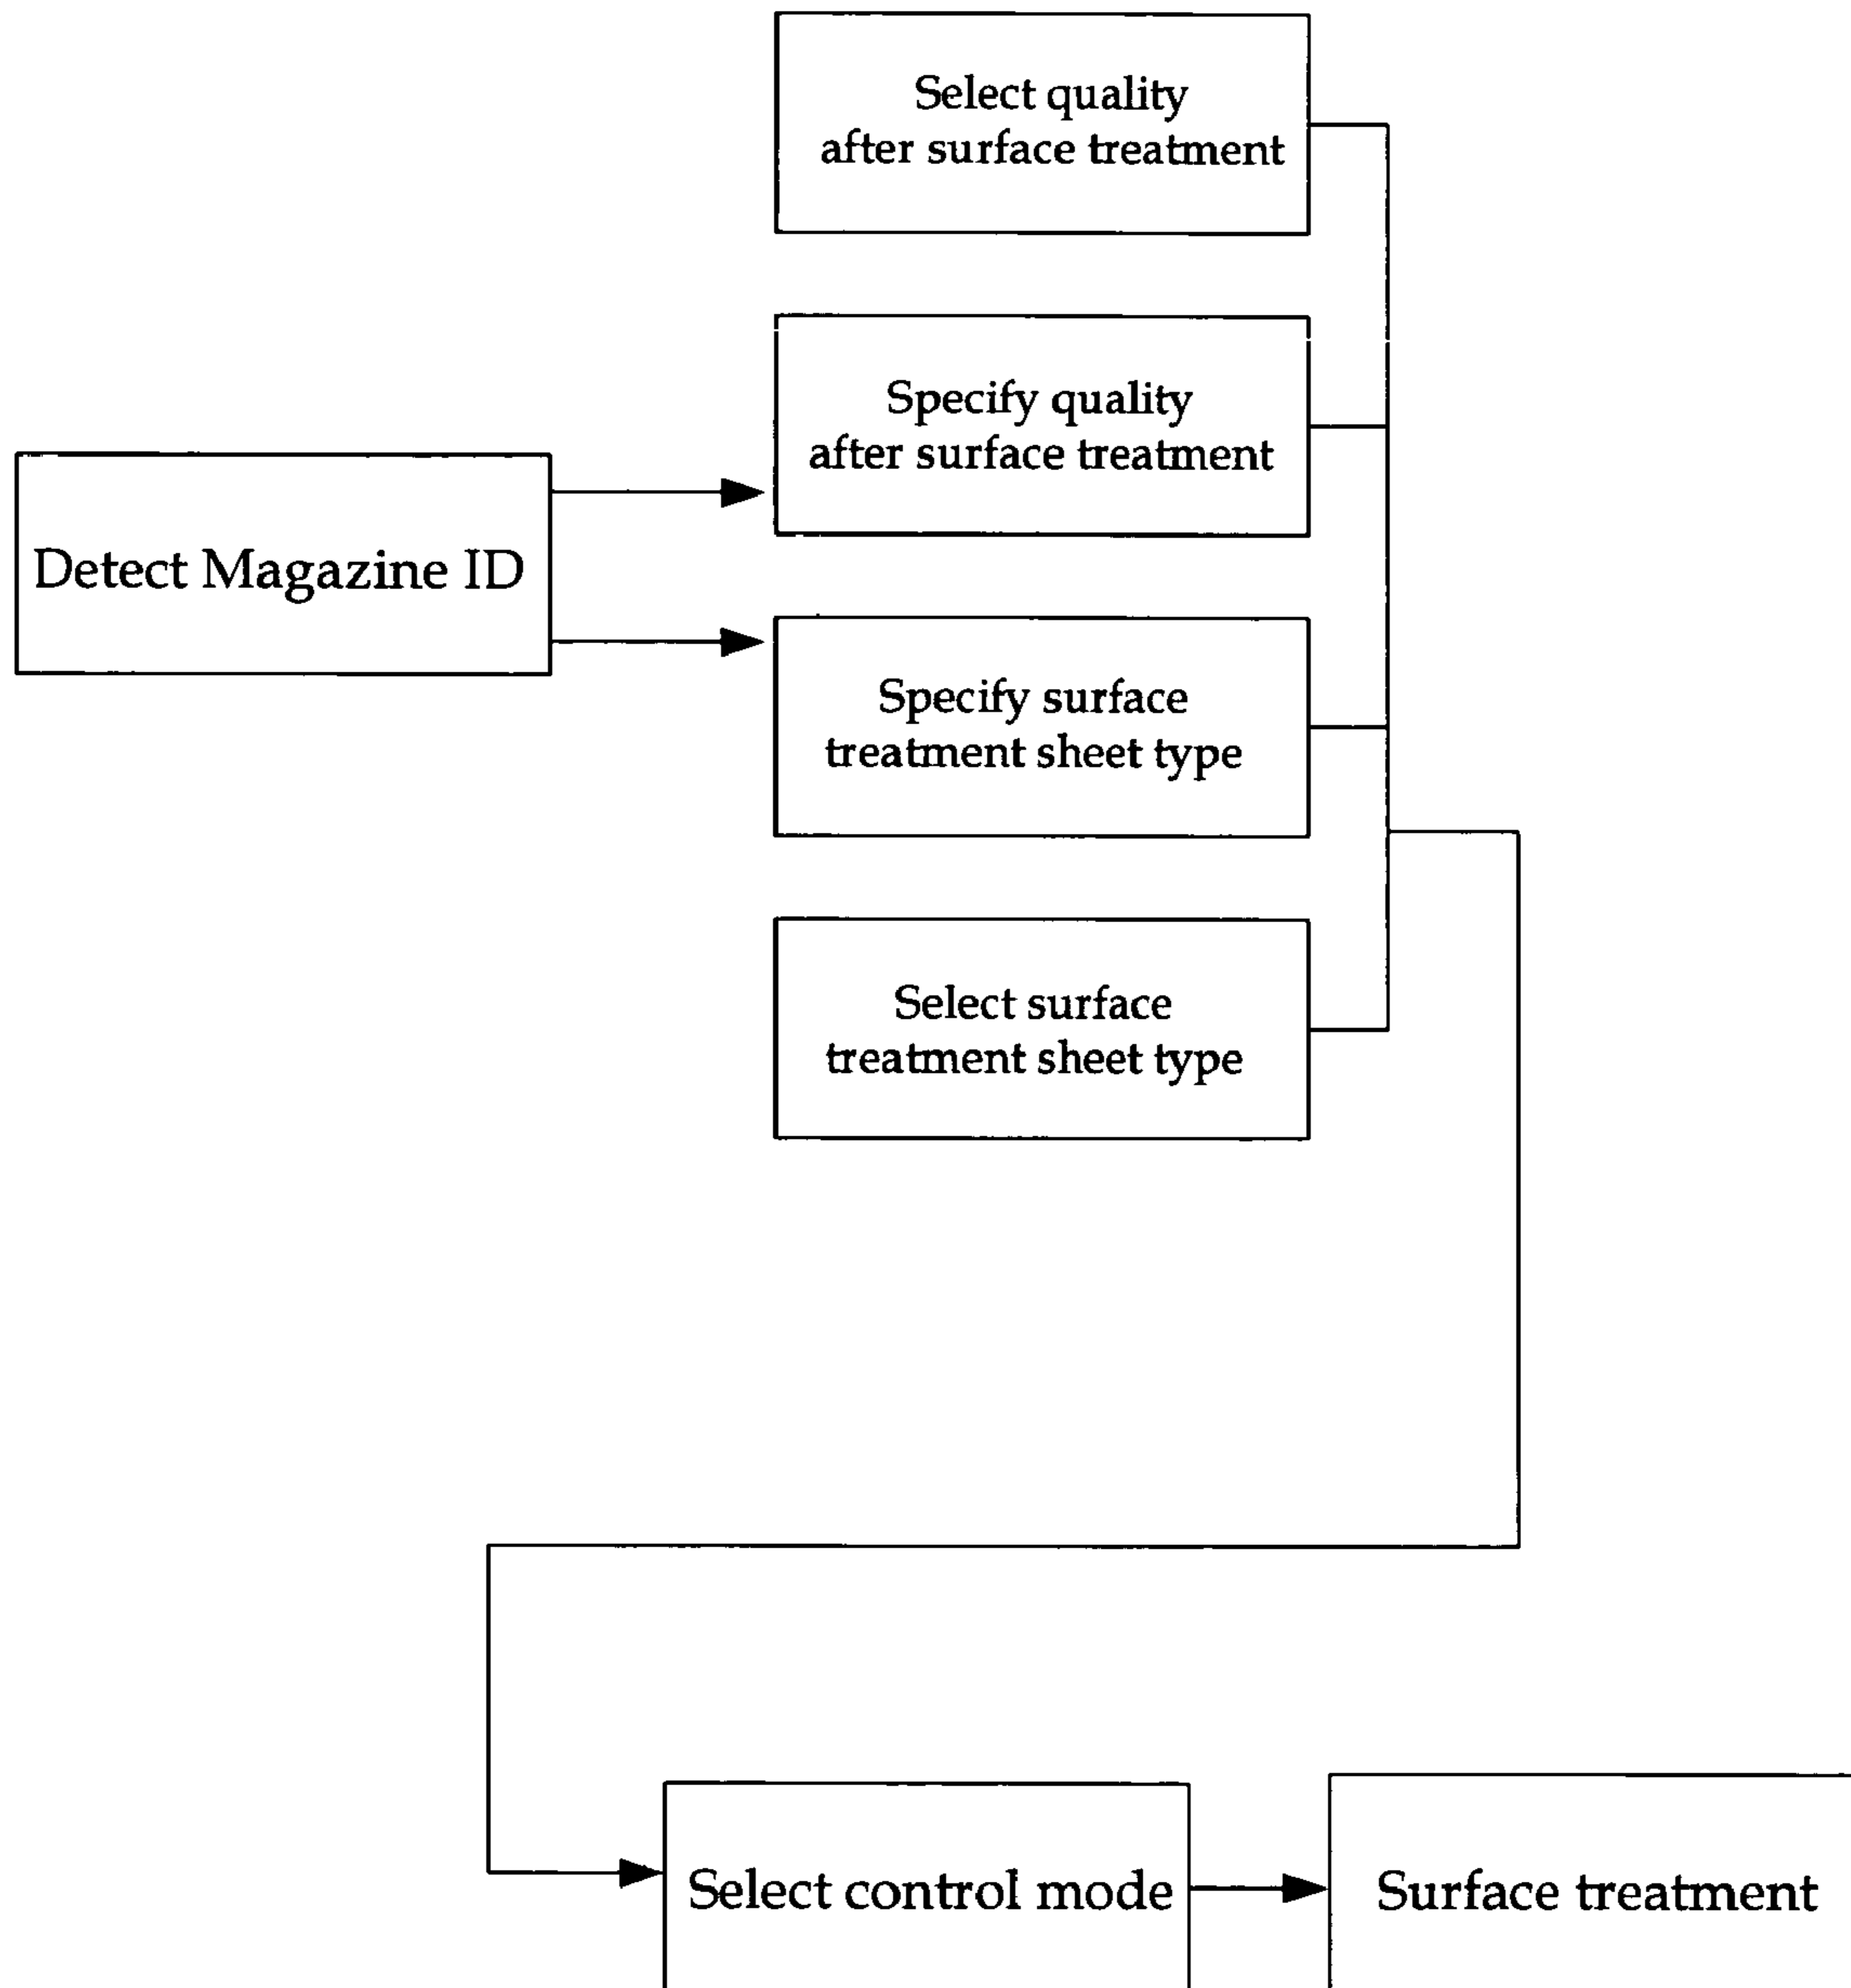 Select quality
after surface treatment
Specify quality
after surface treatment
Detect Magazine ID
Specify surface
treatment sheet type
Select surface
treatment sheet type
Select control mode
Surface treatment